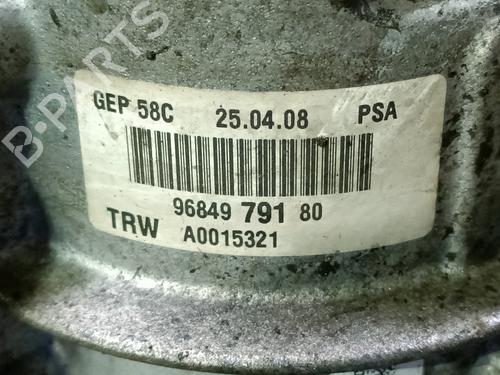 B-PARTS
GEP 58C 25.04.08 PSA
96849 791 80
TRW A0015321